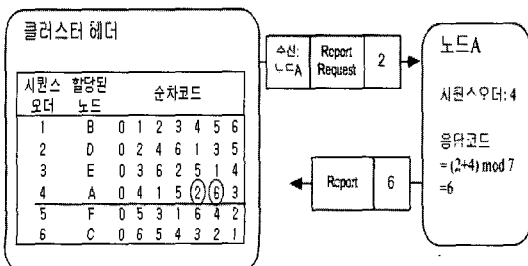 클러스터 헤더
시퀀스 오더 할당된 노드 순차코드
1 B 0 1 2 3 4 5 6
2 D 0 2 4 6 1 3 5
3 E 0 3 6 2 5 1 4
4 A 0 4 1 5 2 6 3
5 F 0 5 3 1 6 4 2
6 C 0 6 5 4 3 2 1
수신: 노드A
Report Request
2
Report
6
노드A
시퀀스오더: 4
응답코드
= (2+4) mod 7
=6